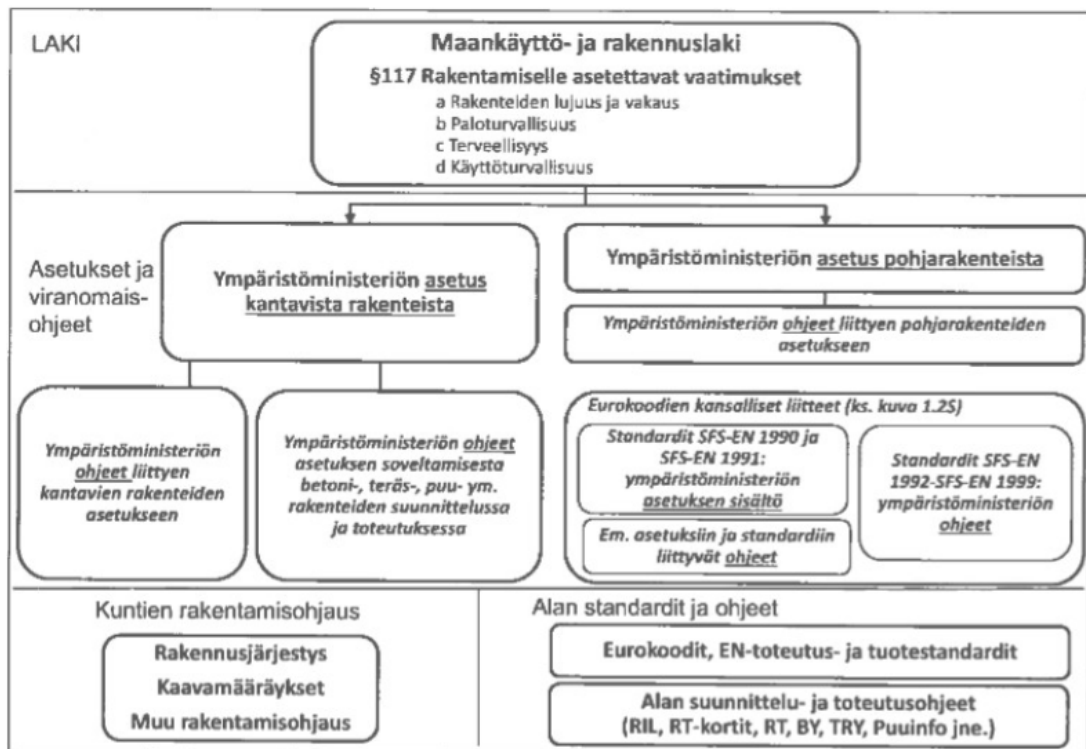 LAKI
Maankäyttö- ja rakennuslaki
§117 Rakentamiselle asetettavat vaatimukset
a Rakenteiden lujuus ja vakaus
b Paloturvallisuus
c Terveellisyys
d Käyttöturvallisuus
Asetukset ja
viranomais-
ohjeet
Ympäristöministeriön asetus
kantavista rakenteista
Ympäristöministeriön asetus pohjarakenteista
Ympäristöministeriön ohjeet liittyen pohjarakenteiden
asetukseen
Ympäristöministeriön
ohjeet liittyen
kantavien rakenteiden
asetukseen
Ympäristöministeriön ohjeet
asetuksen soveltamisesta
betoni-, teräs-, puu- ym.
rakenteiden suunnittelussa
ja toteutuksessa
Eurokoodien kansalliset liitteet (ks. kuva 1.2S)
Standardit SFS-EN 1990 ja
SFS-EN 1991:
ympäristöministeriön
asetuksen sisältö
Em. asetuksiin ja standardiin
liittyvät ohjeet
Standardit SFS-EN
1992-SFS-EN 1999:
ympäristöministeriön
ohjeet
Kuntien rakentamisohjaus
Rakennusjärjestys
Kaavamääräykset
Muu rakentamisohjaus
Alan standardit ja ohjeet
Eurokoodit, EN-toteutus- ja tuotestandardit
Alan suunnittelu- ja toteutusohjeet
(RIL, RT-kortit, RT, BY, TRY, Puuinfo jne.)